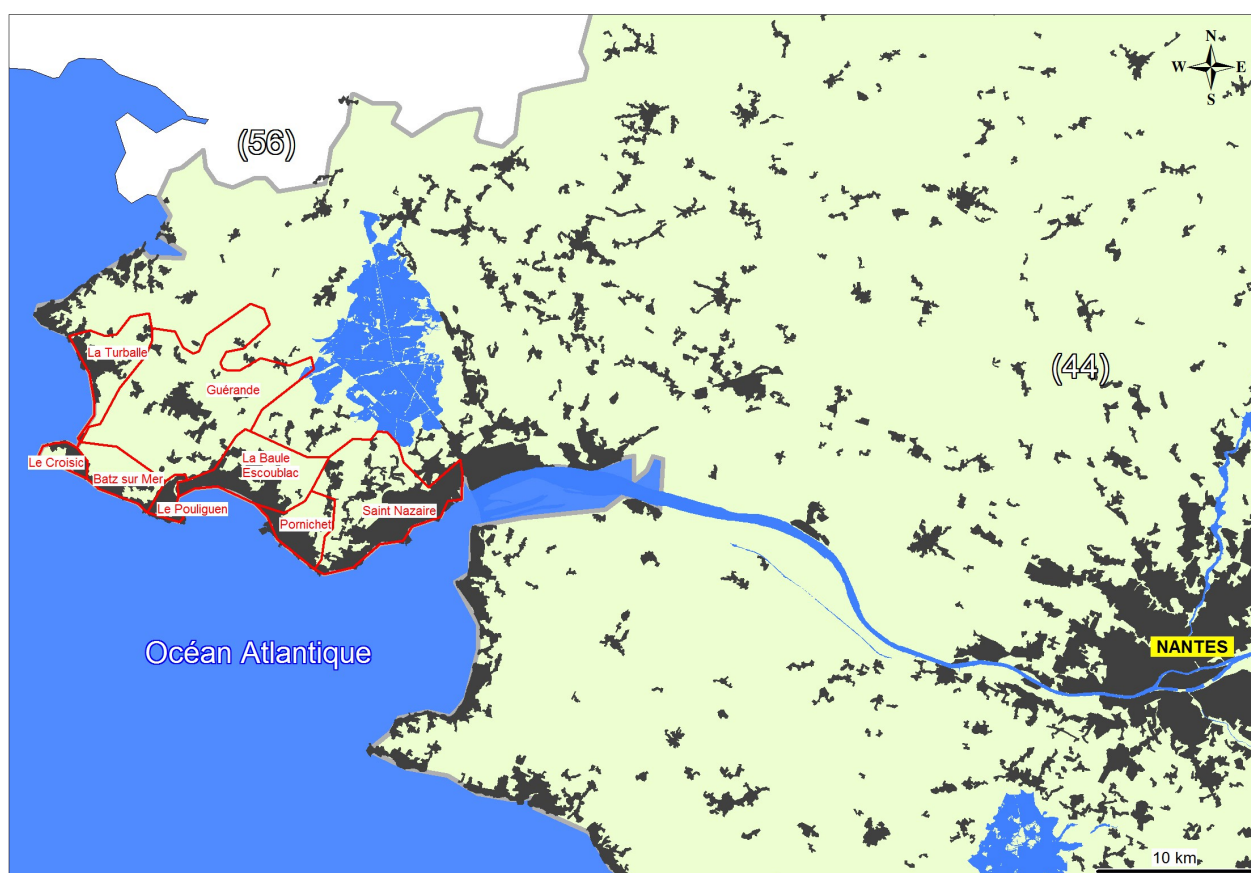 N
W E
S
(56)
La Turballe
(44)
Guérande
La Baule
Escoublac
Le Croisic
Batz sur Mer
Le Pouliguen
Saint Nazaire
Pornichet
NANTES
Océan Atlantique
10 km